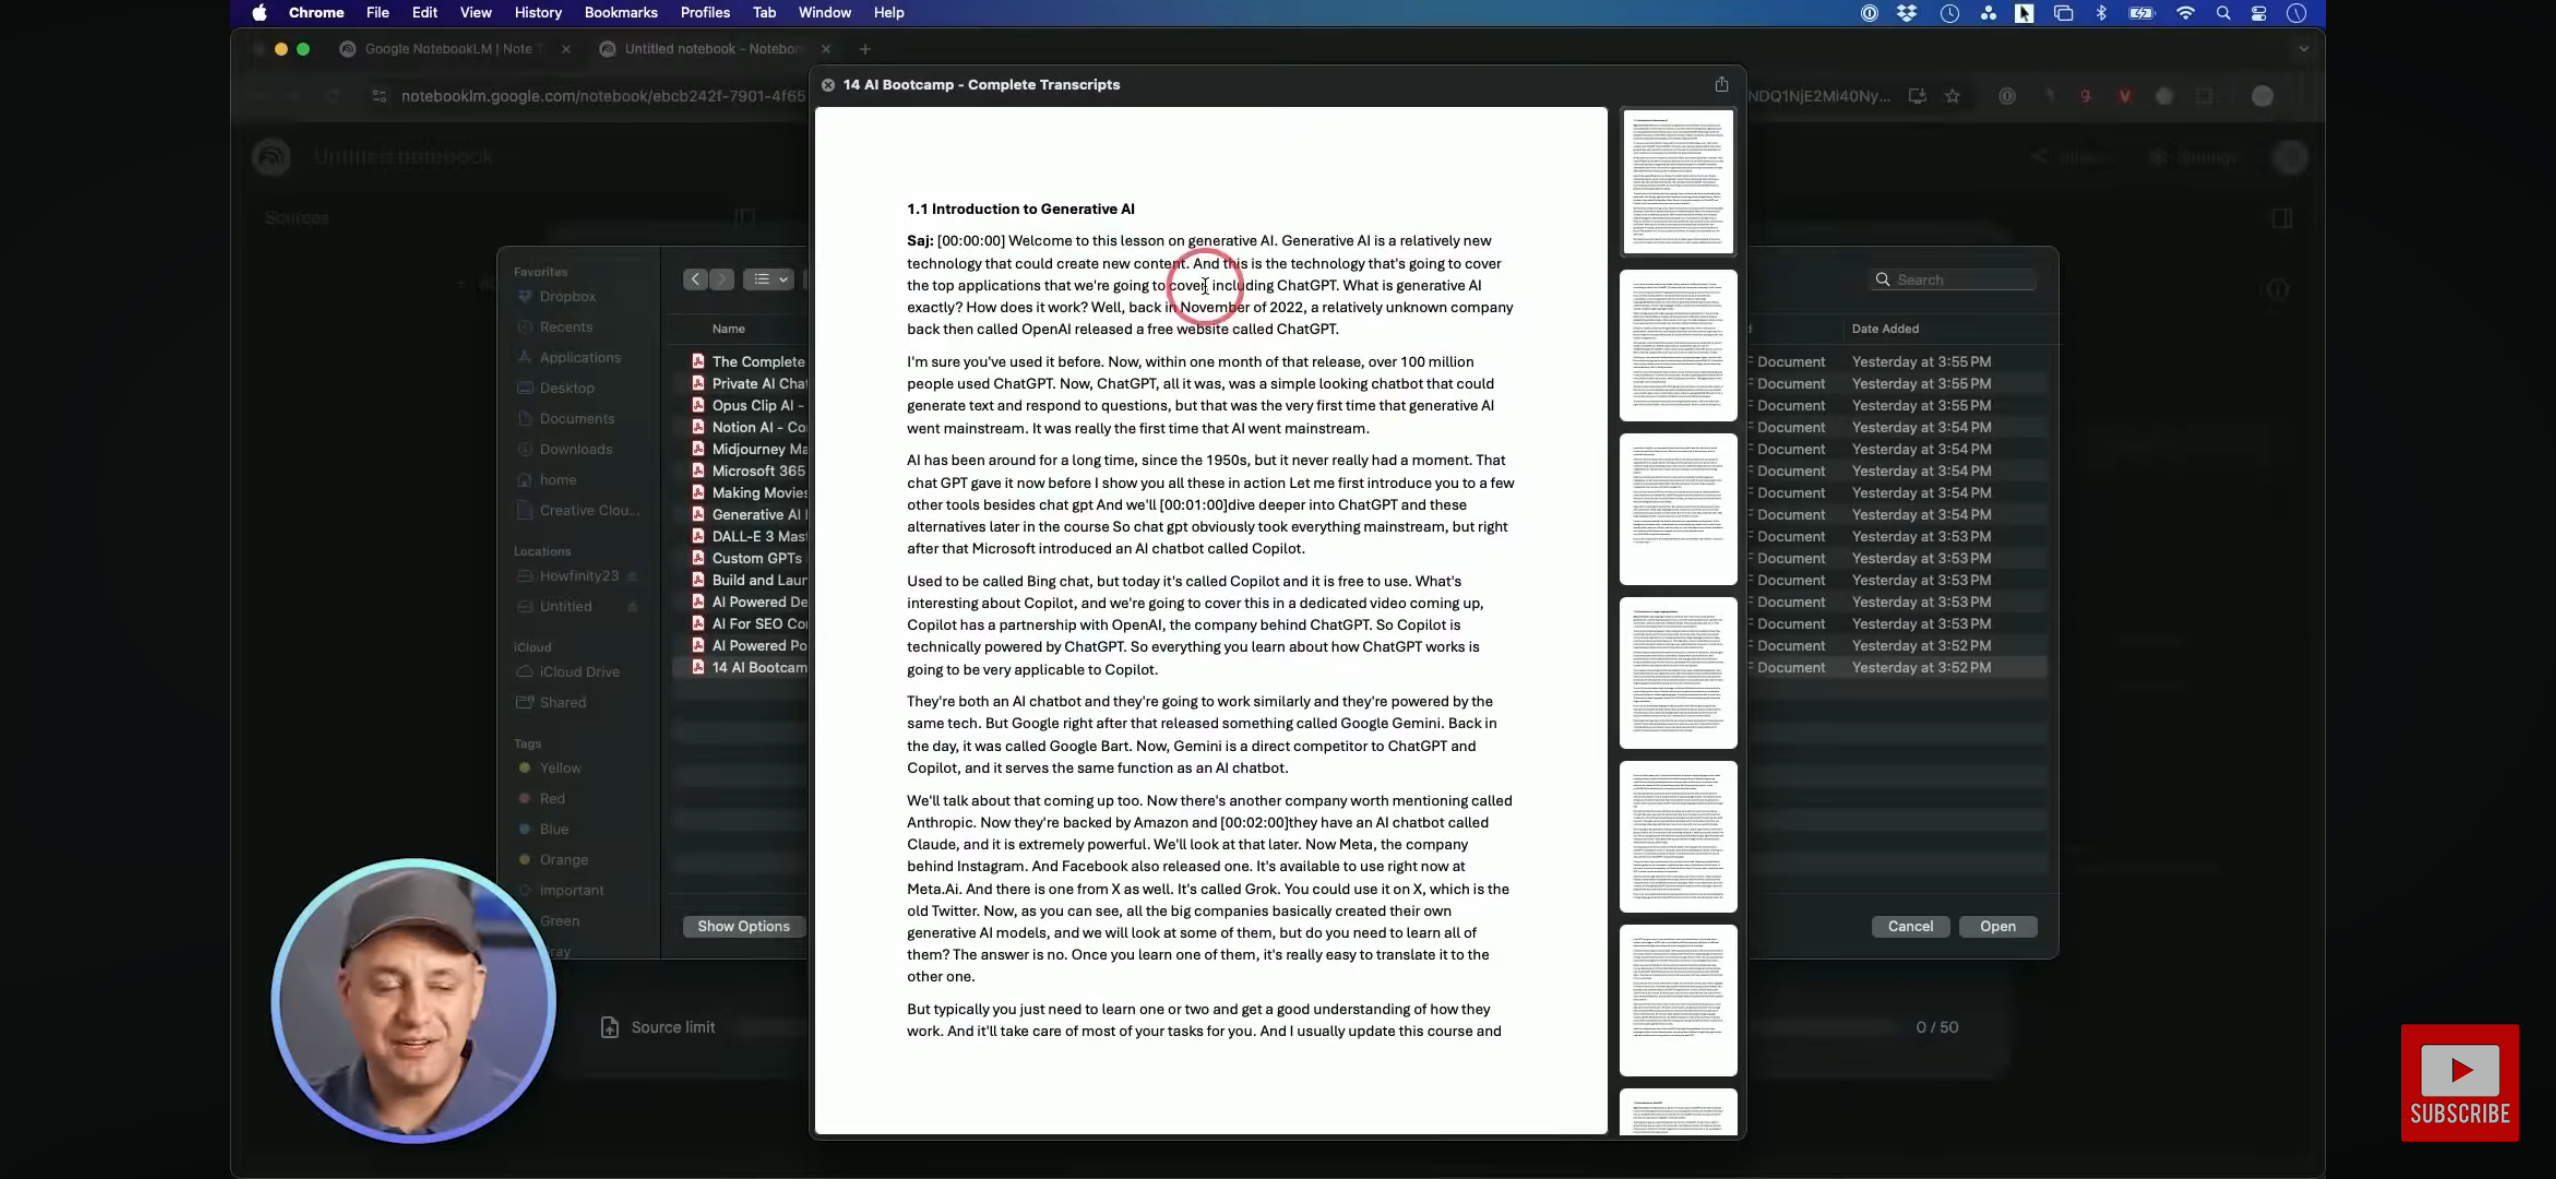 Chrome File Edit View History Bookmarks Profiles Tab Window Help
Google NotebookLM | Note T
Untitled notebook - Notebo
notebooklm.google.com/notebook/ebcb242f-7901-4f65
NDQ1NjE2Mi40Ny...
Untitled notebook
Sources
14 AI Bootcamp - Complete Transcripts
Favorites
Dropbox
Recents
Applications
Desktop
Documents
Downloads
home
Creative Clou...
Locations
Howfinity23
Untitled
iCloud
iCloud Drive
Shared
Tags
Yellow
Red
Blue
Orange
Important
Green
Name
The Complete
Private AI Cha
Opus Clip AI -
Notion AI - Co
Midjourney Ma
Microsoft 365
Making Movies
Generative AI
DALL-E 3 Mast
Custom GPTs
Build and Laun
AI Powered De
AI For SEO Co
AI Powered Po
14 AI Bootcam
Show Options
1.1 Introduction to Generative AI
Saj: [00:00:00] Welcome to this lesson on generative AI. Generative AI is a relatively new
technology that could create new content. And this is the technology that's going to cover
the top applications that we're going to cover, including ChatGPT. What is generative AI
exactly? How does it work? Well, back in November of 2022, a relatively unknown company
back then called OpenAI released a free website called ChatGPT.
I'm sure you've used it before. Now, within one month of that release, over 100 million
people used ChatGPT. Now, ChatGPT, all it was, was a simple looking chatbot that could
generate text and respond to questions, but that was the very first time that generative AI
went mainstream. It was really the first time that AI went mainstream.
AI has been around for a long time, since the 1950s, but it never really had a moment. That
chat GPT gave it now before I show you all these in action Let me first introduce you to a few
other tools besides chat gpt And we'll [00:01:00]dive deeper into ChatGPT and these
alternatives later in the course So chat gpt obviously took everything mainstream, but right
after that Microsoft introduced an AI chatbot called Copilot.
Used to be called Bing chat, but today it's called Copilot and it is free to use. What's
interesting about Copilot, and we're going to cover this in a dedicated video coming up,
Copilot has a partnership with OpenAI, the company behind ChatGPT. So Copilot is
technically powered by ChatGPT. So everything you learn about how ChatGPT works is
going to be very applicable to Copilot.
They're both an AI chatbot and they're going to work similarly and they're powered by the
same tech. But Google right after that released something called Google Gemini. Back in
the day, it was called Google Bart. Now, Gemini is a direct competitor to ChatGPT and
Copilot, and it serves the same function as an AI chatbot.
We'll talk about that coming up too. Now there's another company worth mentioning called
Anthropic. Now they're backed by Amazon and [00:02:00]they have an AI chatbot called
Claude, and it is extremely powerful. We'll look at that later. Now Meta, the company
behind Instagram. And Facebook also released one. It's available to use right now at
Meta.Ai. And there is one from X as well. It's called Grok. You could use it on X, which is the
old Twitter. Now, as you can see, all the big companies basically created their own
generative AI models, and we will look at some of them, but do you need to learn all of
them? The answer is no. Once you learn one of them, it's really easy to translate it to the
other one.
But typically you just need to learn one or two and get a good understanding of how they
work. And it'll take care of most of your tasks for you. And I usually update this course and
Search
Date Added
Document Yesterday at 3:55 PM
Document Yesterday at 3:55 PM
Document Yesterday at 3:55 PM
Document Yesterday at 3:54 PM
Document Yesterday at 3:54 PM
Document Yesterday at 3:54 PM
Document Yesterday at 3:54 PM
Document Yesterday at 3:54 PM
Document Yesterday at 3:53 PM
Document Yesterday at 3:53 PM
Document Yesterday at 3:53 PM
Document Yesterday at 3:53 PM
Document Yesterday at 3:53 PM
Document Yesterday at 3:52 PM
Document Yesterday at 3:52 PM
Cancel
Open
Source limit
0 / 50
SUBSCRIBE